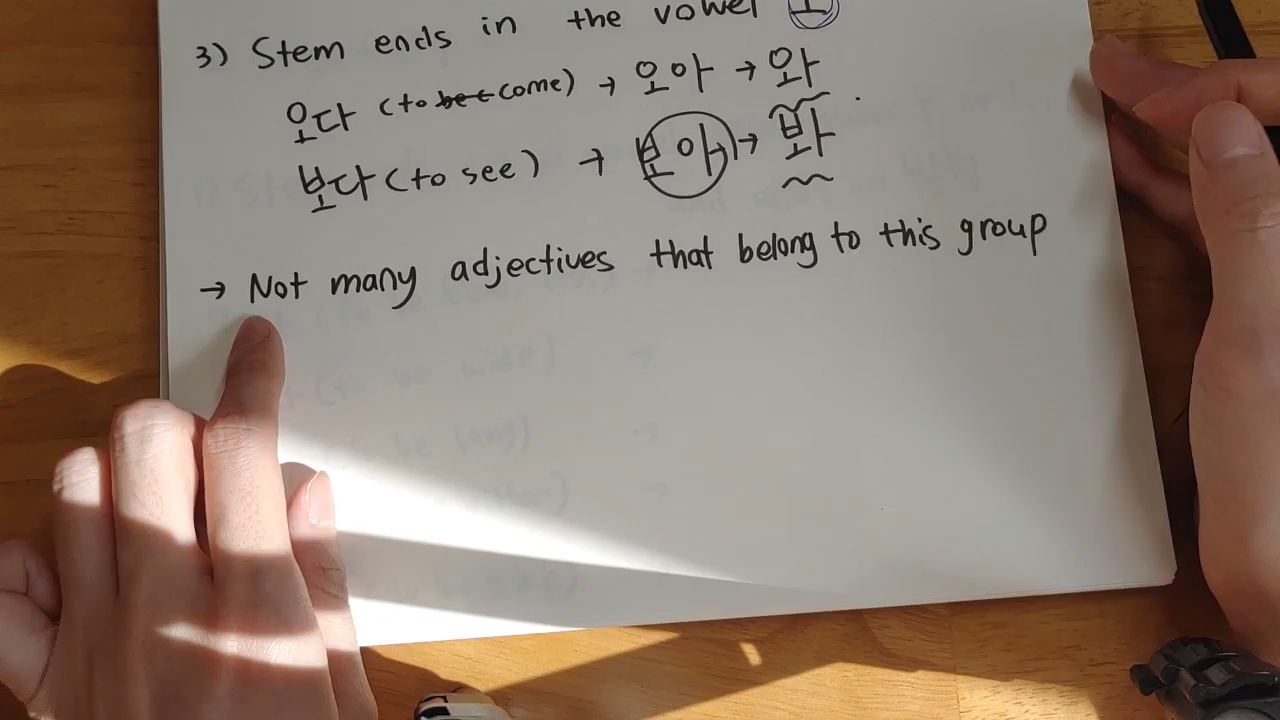 3) Stem ends in the vowel ㅗ
오다 (to come) → 오아 → 와
보다 (to see) → 보아 → 봐
→ Not many adjectives that belong to this group